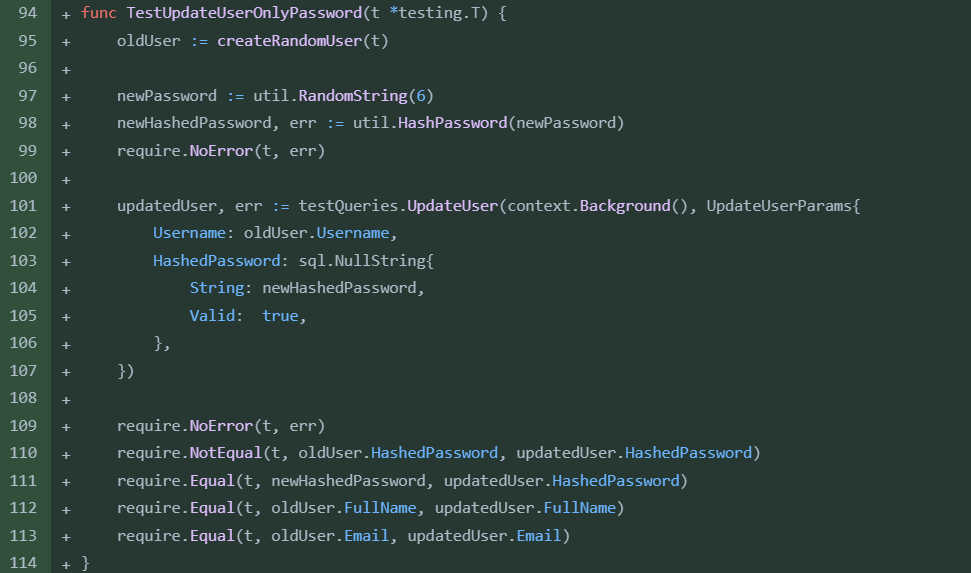 94 + func TestUpdateUserOnlyPassword(t *testing.T) {
95 +     oldUser := createRandomUser(t)
96 +
97 +     newPassword := util.RandomString(6)
98 +     newHashedPassword, err := util.HashPassword(newPassword)
99 +     require.NoError(t, err)
100 +
101 +     updatedUser, err := testQueries.UpdateUser(context.Background(), UpdateUserParams{
102 +         Username: oldUser.Username,
103 +         HashedPassword: sql.NullString{
104 +             String: newHashedPassword,
105 +             Valid:  true,
106 +         },
107 +     })
108 +
109 +     require.NoError(t, err)
110 +     require.NotEqual(t, oldUser.HashedPassword, updatedUser.HashedPassword)
111 +     require.Equal(t, newHashedPassword, updatedUser.HashedPassword)
112 +     require.Equal(t, oldUser.FullName, updatedUser.FullName)
113 +     require.Equal(t, oldUser.Email, updatedUser.Email)
114 + }